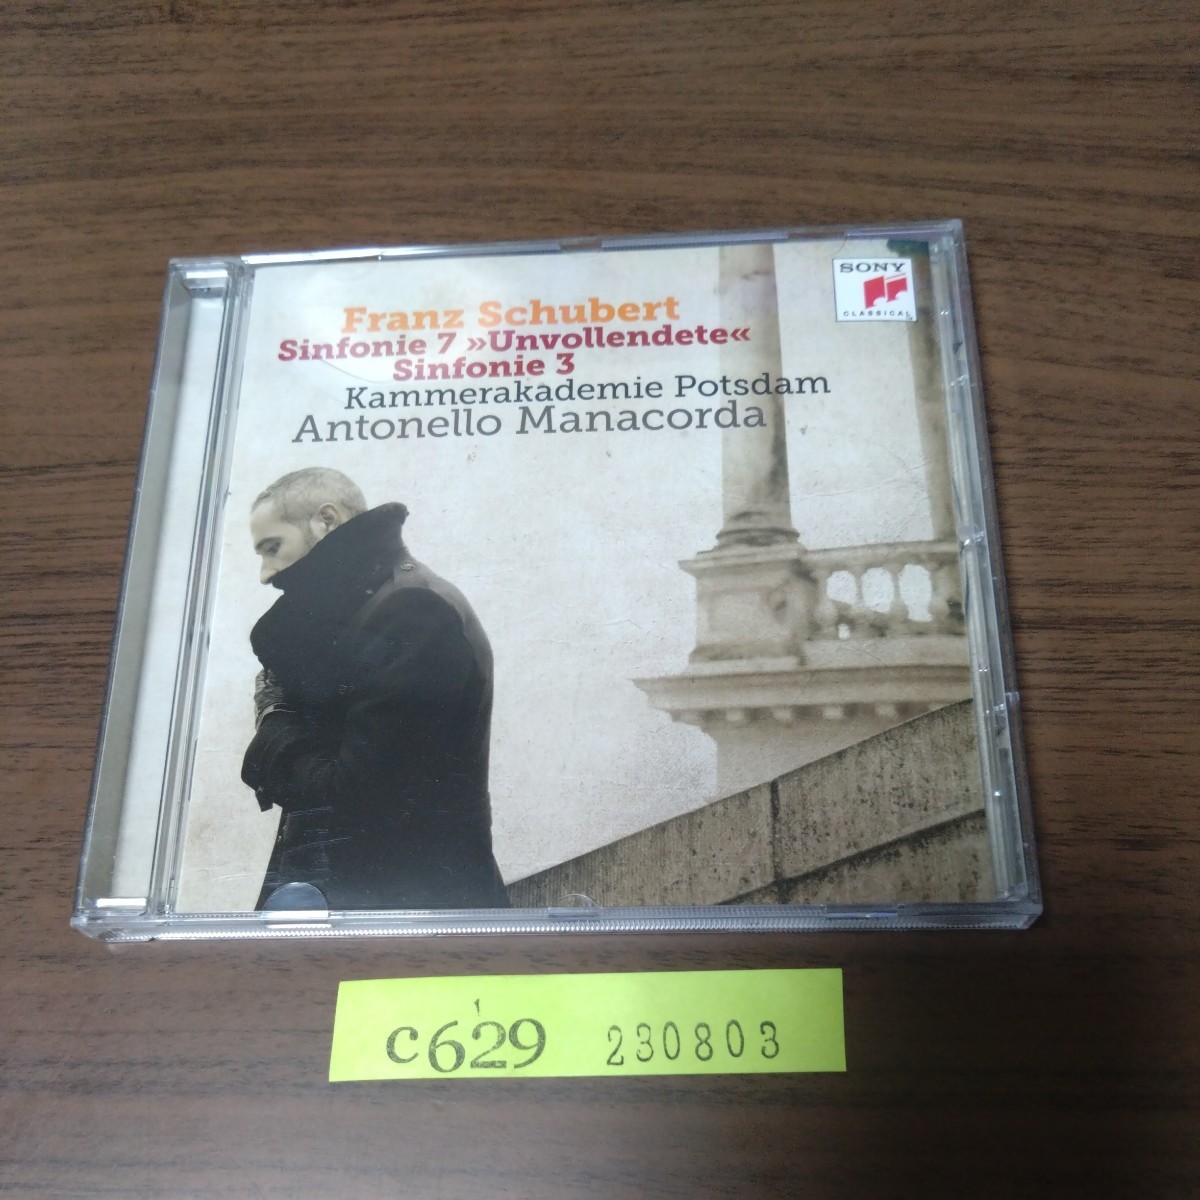 SONY
CLASSICAL
Franz Schubert
Sinfonie 7 »Unvollendete«
Sinfonie 3
Kammerakademie Potsdam
Antonello Manacorda
c629 230803